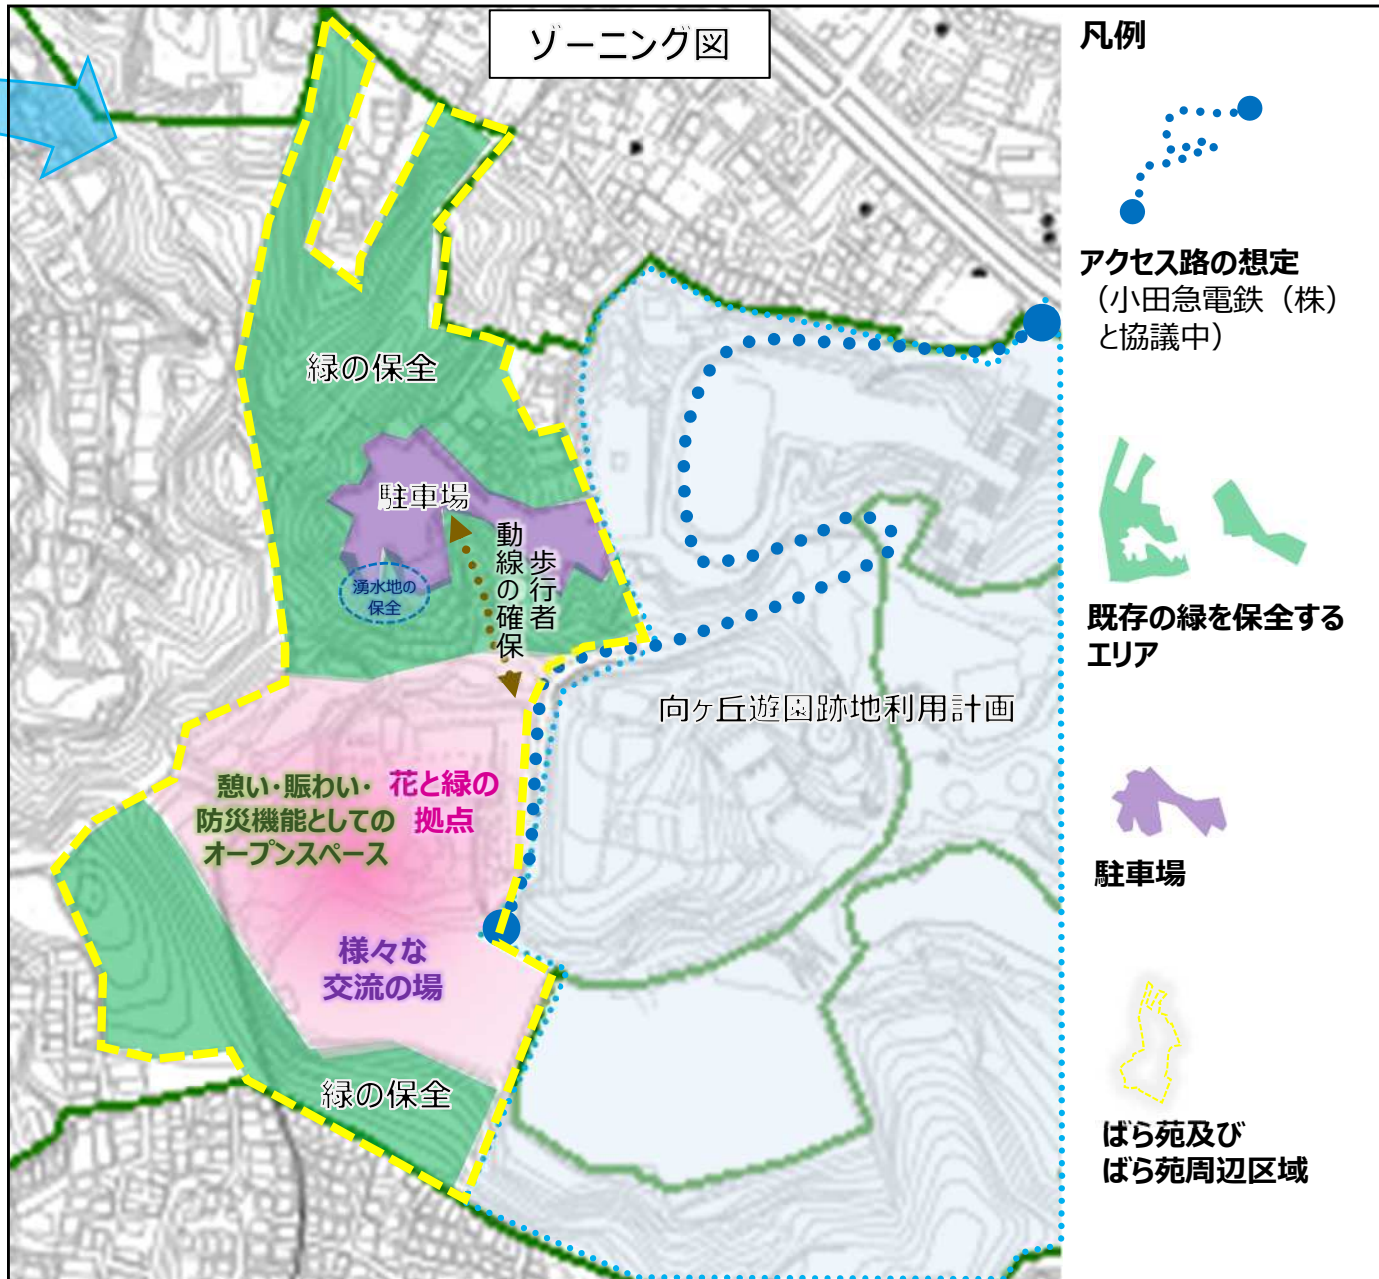 ゾーニング図
緑の保全
駐車場
湧水地の
保全
歩行者
動線の確保
向ヶ丘遊園跡地利用計画
憩い・賑わい・
防災機能としての
オープンスペース
花と緑の
拠点
様々な
交流の場
緑の保全
凡例
アクセス路の想定
（小田急電鉄（株）
と協議中）
既存の緑を保全する
エリア
駐車場
ばら苑及び
ばら苑周辺区域